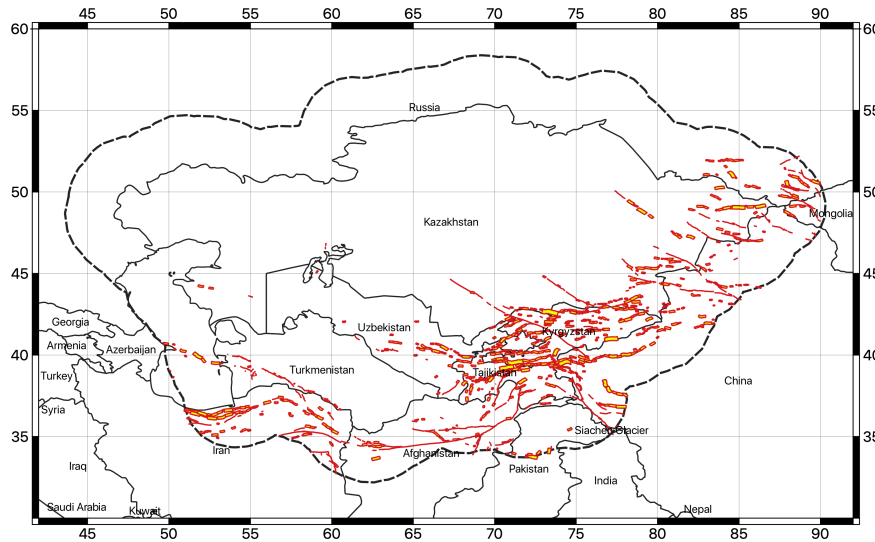 45 50 55 60 65 70 75 80 85 90
60 60
55 55
Russia
50 50
Mongolia
Kazakhstan
45 45
Georgia
Uzbekistan
Kyrgyzstan
Armenia Azerbaijan
40 40
Turkey
Turkmenistan
Tajikistan
China
Syria
35 35
Siachen Glacier
Iran
Afghanistan
Iraq
Pakistan
India
Saudi Arabia
Kuwait
Nepal
45 50 55 60 65 70 75 80 85 90